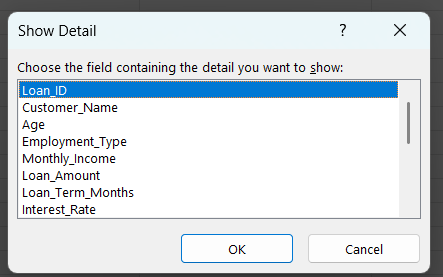 Show Detail
?
Choose the field containing the detail you want to show:
Loan_ID
Customer_Name
Age
Employment_Type
Monthly_Income
Loan_Amount
Loan_Term_Months
Interest_Rate
OK Cancel